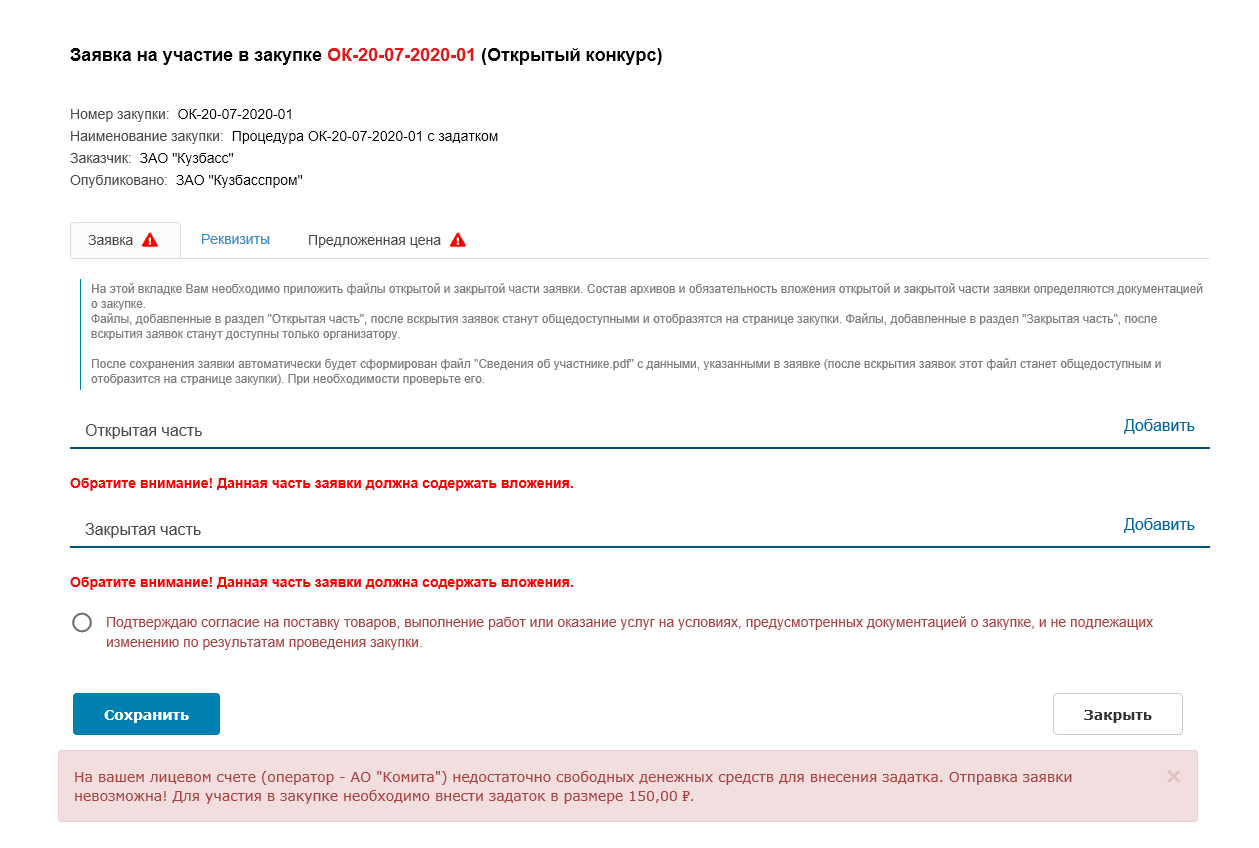 Заявка на участие в закупке ОК-20-07-2020-01 (Открытый конкурс)
Номер закупки: ОК-20-07-2020-01
Наименование закупки: Процедура ОК-20-07-2020-01 с задатком
Заказчик: ЗАО "Кузбасс"
Опубликовано: ЗАО "Кузбасспром"
Заявка Реквизиты Предложенная цена
На этой вкладке Вам необходимо приложить файлы открытой и закрытой части заявки. Состав архивов и обязательность вложения открытой и закрытой части заявки определяются документацией
о закупке.
Файлы, добавленные в раздел "Открытая часть", после вскрытия заявок станут общедоступными и отобразятся на странице закупки. Файлы, добавленные в раздел "Закрытая часть", после
вскрытия заявок станут доступны только организатору.
После сохранения заявки автоматически будет сформирован файл "Сведения об участнике.pdf" с данными, указанными в заявке (после вскрытия заявок этот файл станет общедоступным и
отобразится на странице закупки). При необходимости проверьте его.
Открытая часть Добавить
Обратите внимание! Данная часть заявки должна содержать вложения.
Закрытая часть Добавить
Обратите внимание! Данная часть заявки должна содержать вложения.
Подтверждаю согласие на поставку товаров, выполнение работ или оказание услуг на условиях, предусмотренных документацией о закупке, и не подлежащих
изменению по результатам проведения закупки.
Сохранить Закрыть
На вашем лицевом счете (оператор - АО "Комита") недостаточно свободных денежных средств для внесения задатка. Отправка заявки
невозможна! Для участия в закупке необходимо внести задаток в размере 150,00 ₽.